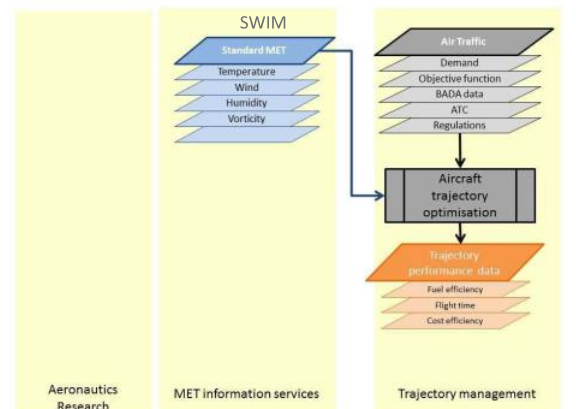 SWIM
Standard MET
Temperature
Wind
Humidity
Vorticity
Air Traffic
Demand
Objective function
BADA data
ATC
Regulations
Aircraft
trajectory
optimisation
Trajectory
performance data
Fuel efficiency
Flight time
Cost efficiency
Aeronautics
Research
MET information services
Trajectory management